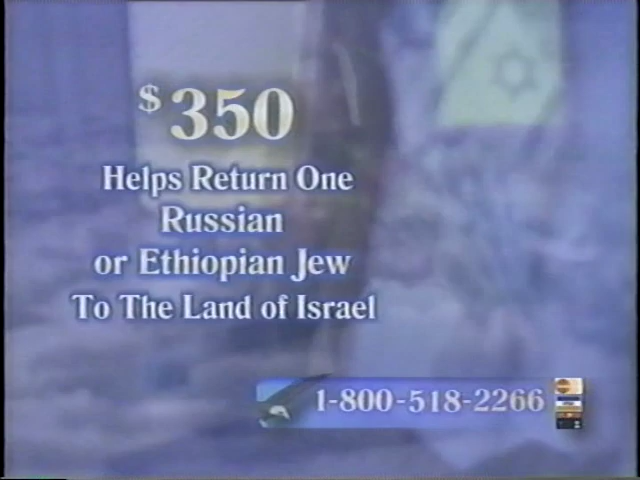 $350
Helps Return One
Russian
or Ethiopian Jew
To The Land of Israel
1-800-518-2266